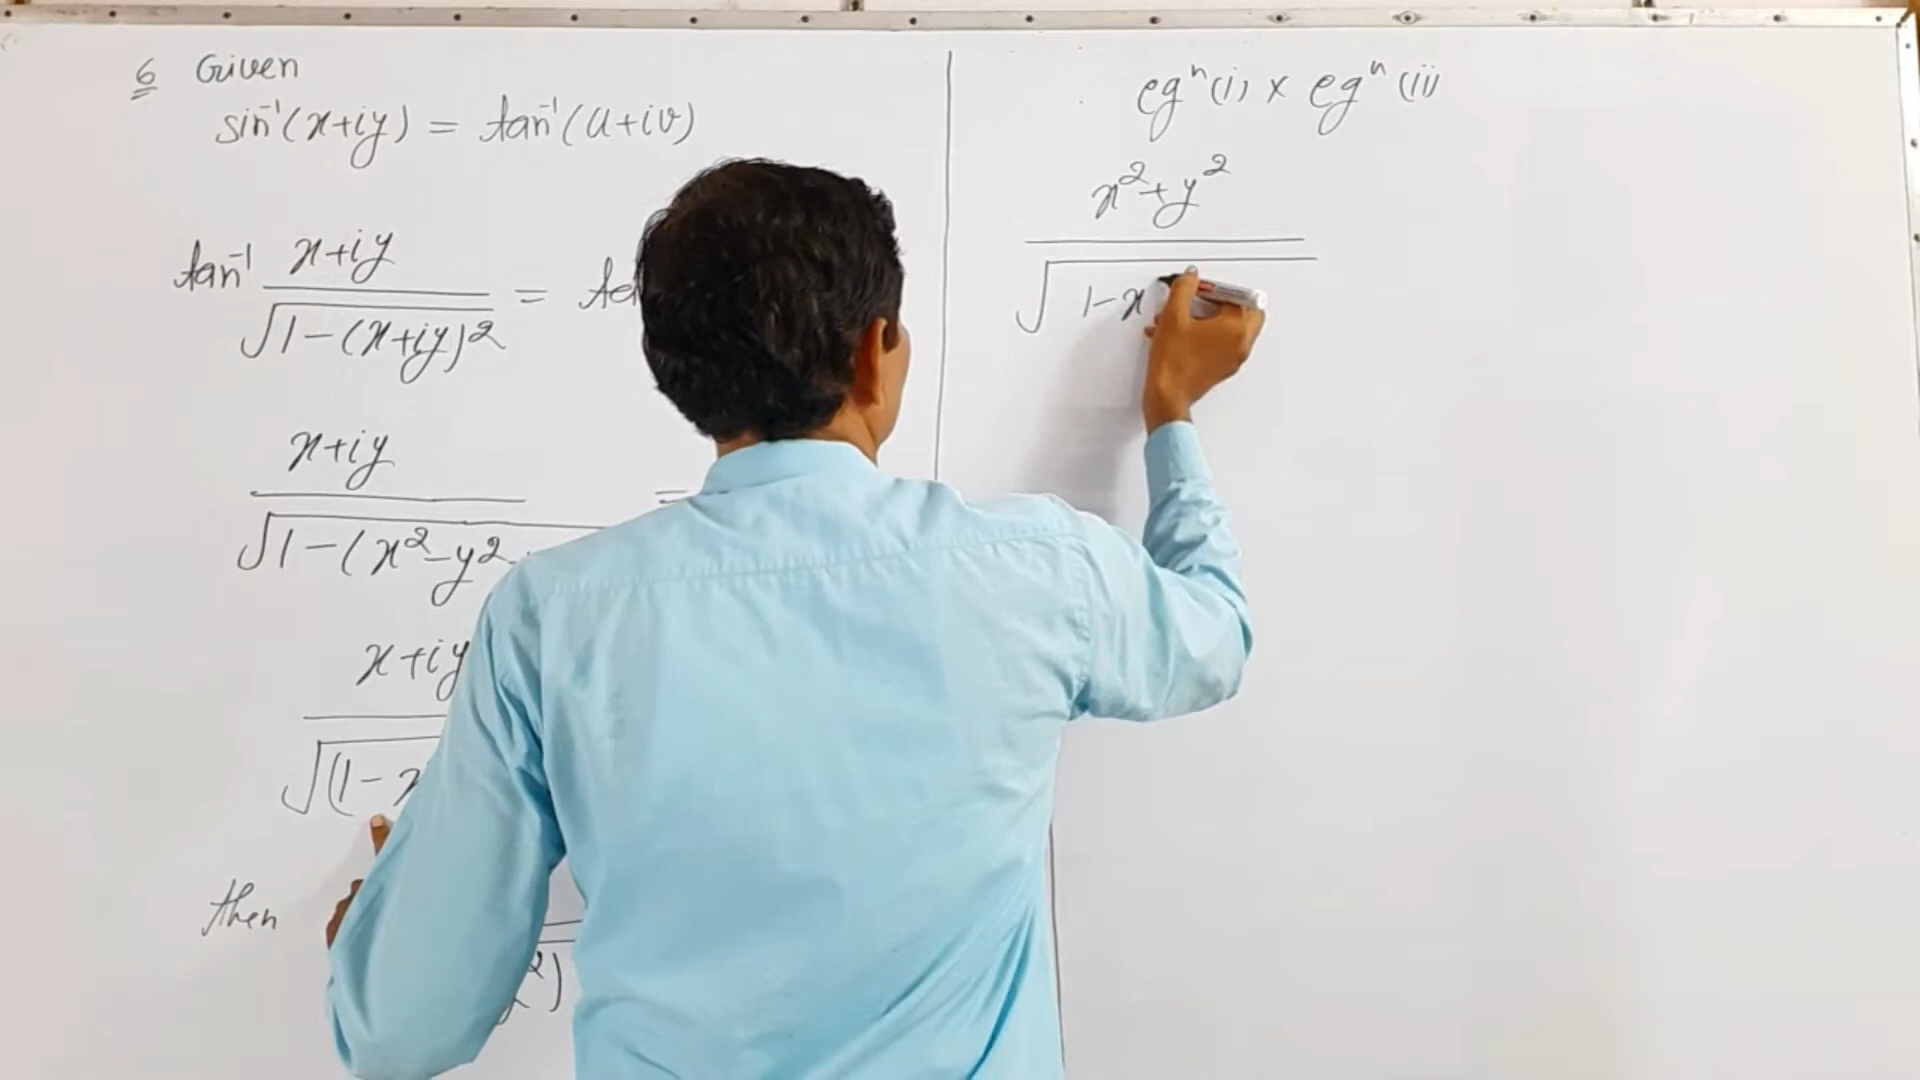 6 Given
sin⁻¹(x+iy) = tan⁻¹(u+iv)
tan⁻¹ x+iy
√1-(x+iy)² =
x+iy
√1-(x²-y² =
x+iy
√(1-x
then
²)
eqⁿ(i) x eqⁿ(ii)
x²+y²
√1-x